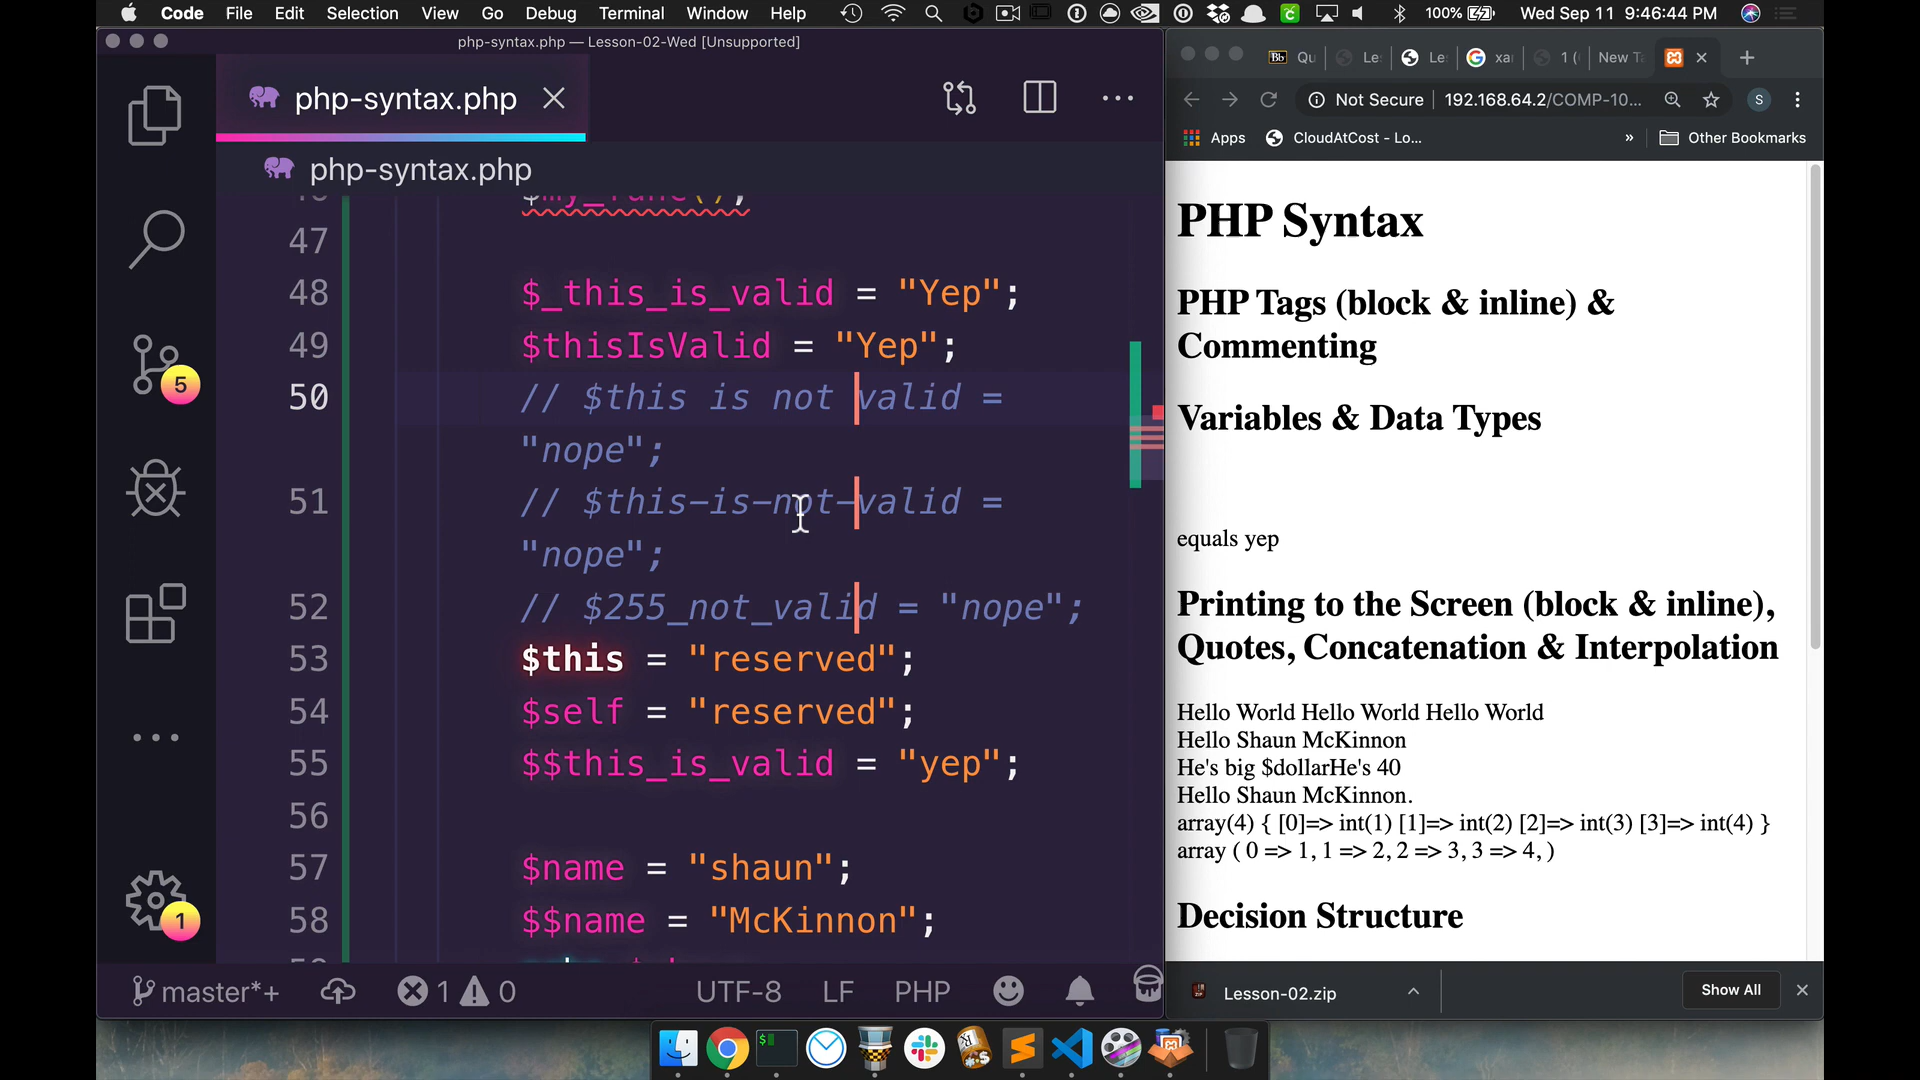 Code File Edit Selection View Go Debug Terminal Window Help 100% Wed Sep 11 9:46:44 PM
php-syntax.php — Lesson-02-Wed [Unsupported]
php-syntax.php
php-syntax.php
$my_func();
47
48 $_this_is_valid = "Yep";
49 $thisIsValid = "Yep";
50 // $this is not valid =
"nope";
51 // $this-is-not-valid =
"nope";
52 // $255_not_valid = "nope";
53 $this = "reserved";
54 $self = "reserved";
55 $$this_is_valid = "yep";
56
57 $name = "shaun";
58 $$name = "McKinnon";
5
1
master*+ 1 0 UTF-8 LF PHP
Bb Qu Le Le xa 1 ( New Ta
Not Secure 192.168.64.2/COMP-10... S
Apps CloudAtCost - Lo... » Other Bookmarks
PHP Syntax
PHP Tags (block & inline) &
Commenting
Variables & Data Types
equals yep
Printing to the Screen (block & inline),
Quotes, Concatenation & Interpolation
Hello World Hello World Hello World
Hello Shaun McKinnon
He's big $dollarHe's 40
Hello Shaun McKinnon.
array(4) { [0]=> int(1) [1]=> int(2) [2]=> int(3) [3]=> int(4) }
array ( 0 => 1, 1 => 2, 2 => 3, 3 => 4, )
Decision Structure
Lesson-02.zip Show All